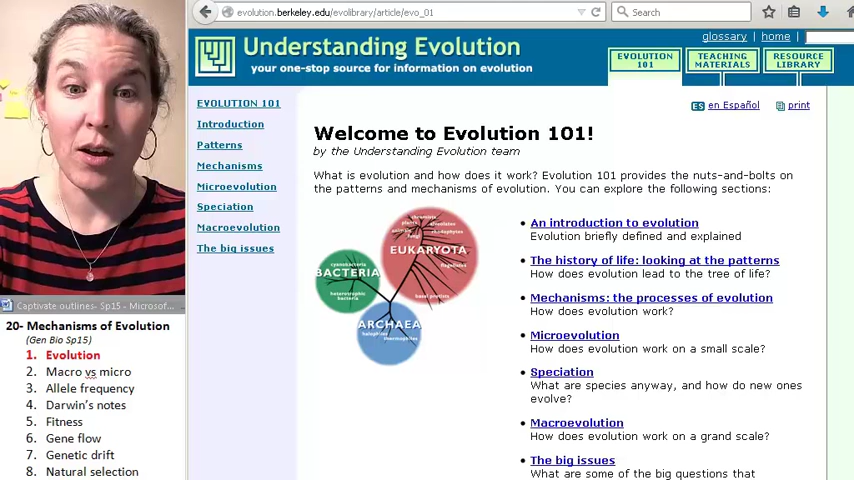 evolution.berkeley.edu/evolibrary/article/evo_01
Search
glossary | home |
Understanding Evolution
your one-stop source for information on evolution
EVOLUTION 101
TEACHING MATERIALS
RESOURCE LIBRARY
EVOLUTION 101
Introduction
Patterns
Mechanisms
Microevolution
Speciation
Macroevolution
The big issues
ES en Español
print
Welcome to Evolution 101!
by the Understanding Evolution team
What is evolution and how does it work? Evolution 101 provides the nuts-and-bolts on
the patterns and mechanisms of evolution. You can explore the following sections:
EUKARYOTA
BACTERIA
cyanobacteria
heterotrophic
bacteria
ARCHAEA
• An introduction to evolution
Evolution briefly defined and explained
• The history of life: looking at the patterns
How does evolution lead to the tree of life?
• Mechanisms: the processes of evolution
How does evolution work?
• Microevolution
How does evolution work on a small scale?
• Speciation
What are species anyway, and how do new ones
evolve?
• Macroevolution
How does evolution work on a grand scale?
• The big issues
What are some of the big questions that
Captivate outlines- Sp15 - Microsof...
20- Mechanisms of Evolution
(Gen Bio Sp15)
1. Evolution
2. Macro vs micro
3. Allele frequency
4. Darwin's notes
5. Fitness
6. Gene flow
7. Genetic drift
8. Natural selection